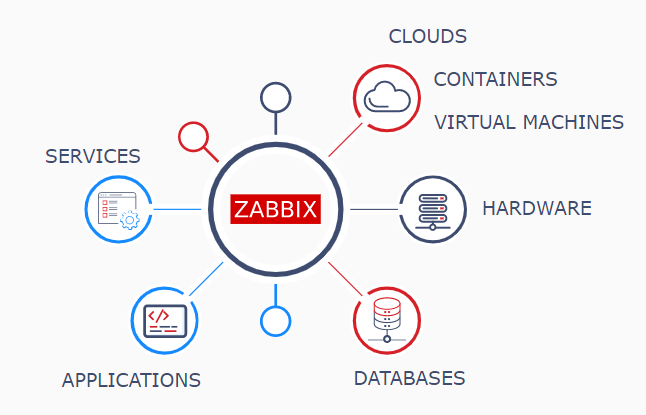 CLOUDS
CONTAINERS
VIRTUAL MACHINES
SERVICES
ZABBIX
HARDWARE
APPLICATIONS
DATABASES